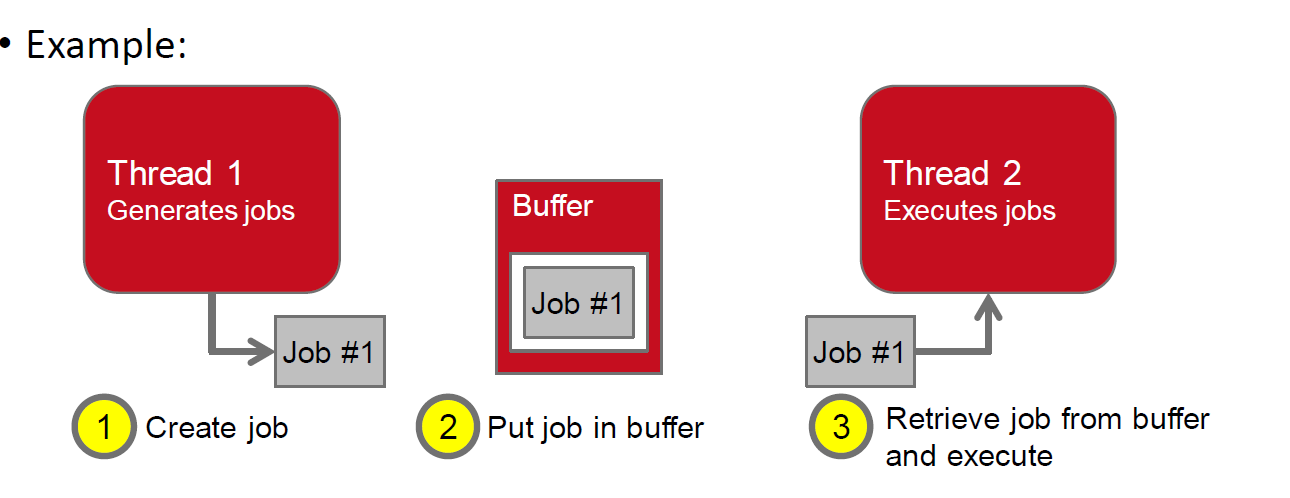 • Example:
Thread 1
Generates jobs
Job #1
Buffer
Job #1
Thread 2
Executes jobs
Job #1
1 Create job
2 Put job in buffer
3 Retrieve job from buffer
and execute